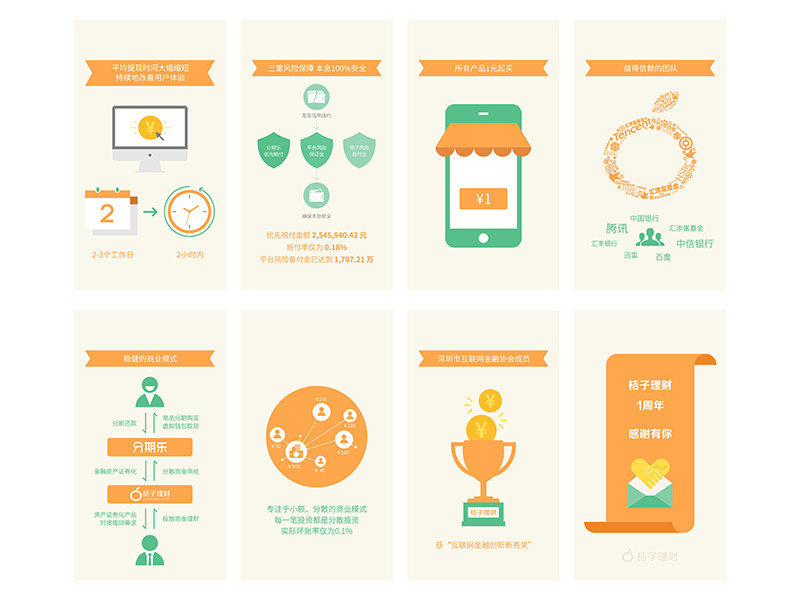 平均提现时间大幅缩短
持续地改善用户体验
¥
2
2-3个工作日
2小时内
三重风险保障 本息100%安全
分期乐
优先赔付
平台风险
保证金
桔子风险
备付金
确保本息安全
优先赔付金额 2,545,940.42 元
赔付率仅为 0.18%
平台风险备付金已达到 1,707.21 万
所有产品1元起买
¥1
值得信赖的团队
Tencent
HSBC
汇添富基金
中国银行
腾讯
汇添富基金
汇丰银行
中信银行
迅雷
百度
稳健的商业模式
分期还款
商品分期购买
虚拟钱包取现
分期乐
金融资产证券化
分散资金供给
桔子理财
资产证券化产品
对接理财需求
投散资金理财
¥150
¥50
¥100
¥500
¥40
专注于小额、分散的商业模式
每一笔投资都是分散投资
实际坏账率仅为0.1%
深圳市互联网金融协会成员
¥
¥
桔子理财
获“互联网金融创新新秀奖”
桔子理财
1周年
感谢有你
桔子理财